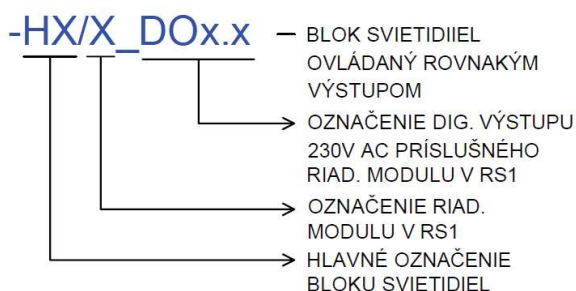 -HX/X_DOx.x – BLOK SVIETIDIIEL
OVLÁDANÝ ROVNAKÝM
VÝSTUPOM
OZNAČENIE DIG. VÝSTUPU
230V AC PRÍSLUŠNÉHO
RIAD. MODULU V RS1
OZNAČENIE RIAD.
MODULU V RS1
HLAVNÉ OZNAČENIE
BLOKU SVIETIDIEL